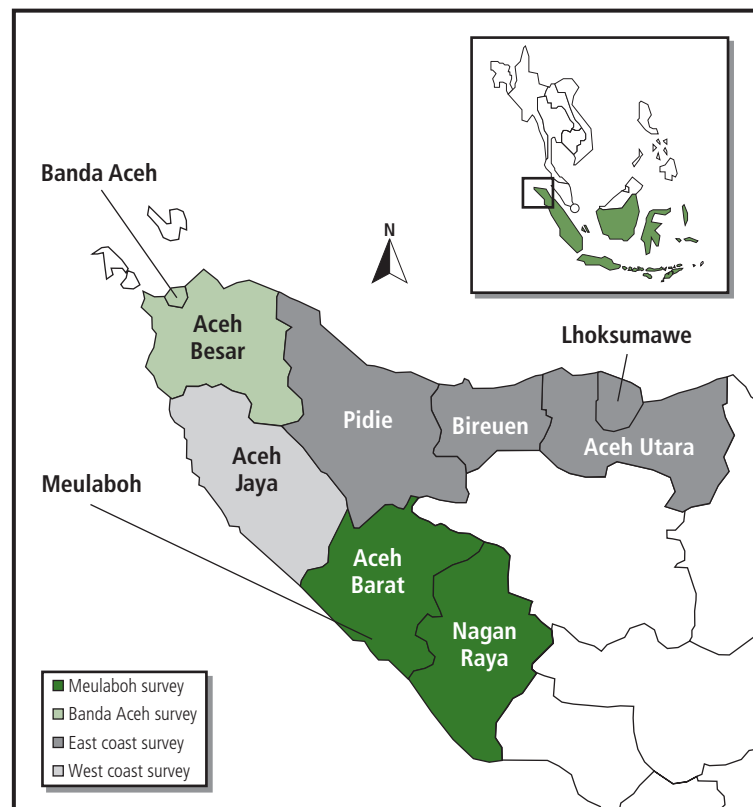 N
Banda Aceh
Aceh
Besar
Lhoksumawe
Pidie
Bireuen
Aceh Utara
Aceh
Jaya
Meulaboh
Aceh
Barat
Nagan
Raya
Meulaboh survey
Banda Aceh survey
East coast survey
West coast survey